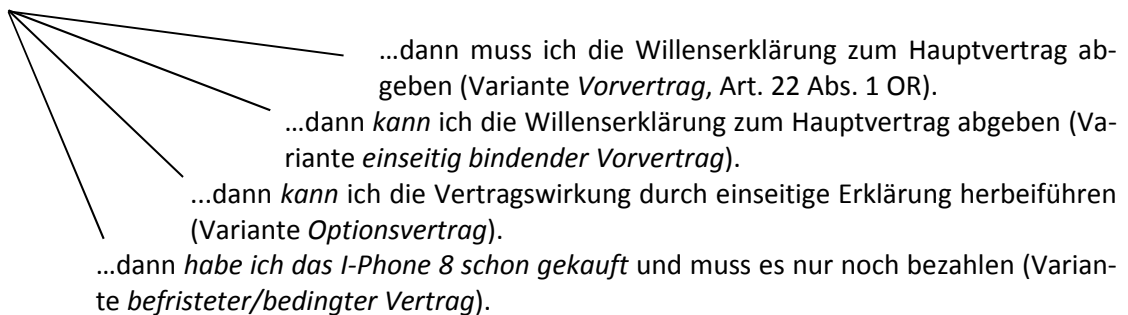 …dann muss ich die Willenserklärung zum Hauptvertrag ab-
geben (Variante Vorvertrag, Art. 22 Abs. 1 OR).
…dann kann ich die Willenserklärung zum Hauptvertrag abgeben (Va-
riante einseitig bindender Vorvertrag).
...dann kann ich die Vertragswirkung durch einseitige Erklärung herbeiführen
(Variante Optionsvertrag).
…dann habe ich das I-Phone 8 schon gekauft und muss es nur noch bezahlen (Varian-
te befristeter/bedingter Vertrag).